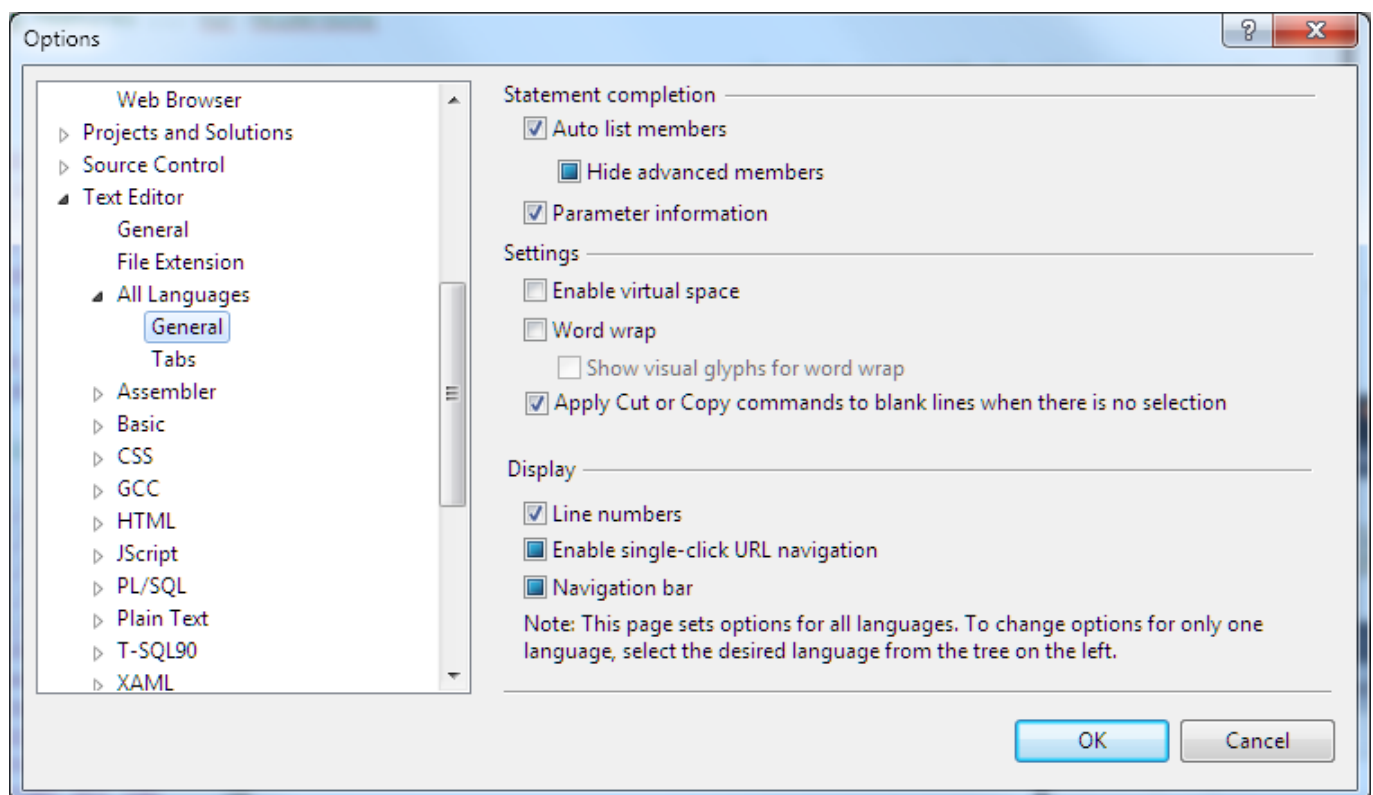 Options
Web Browser
Projects and Solutions
Source Control
Text Editor
General
File Extension
All Languages
General
Tabs
Assembler
Basic
CSS
GCC
HTML
JScript
PL/SQL
Plain Text
T-SQL90
XAML
Statement completion
Auto list members
Hide advanced members
Parameter information
Settings
Enable virtual space
Word wrap
Show visual glyphs for word wrap
Apply Cut or Copy commands to blank lines when there is no selection
Display
Line numbers
Enable single-click URL navigation
Navigation bar
Note: This page sets options for all languages. To change options for only one
language, select the desired language from the tree on the left.
OK
Cancel